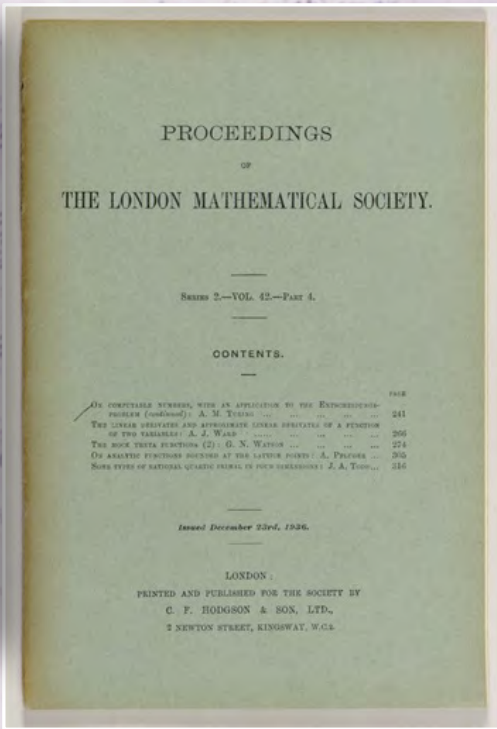 PROCEEDINGS
OF
THE LONDON MATHEMATICAL SOCIETY.
SERIES 2.—VOL. 42.—PART 4.
CONTENTS.
PAGE
ON COMPUTABLE NUMBERS, WITH AN APPLICATION TO THE ENTSCHEIDUNGS-
PROBLEM (continued): A. M. TURING ... ... ... ... ... 241
THE LINEAR DERIVATES AND APPROXIMATE LINEAR DERIVATES OF A FUNCTION
OF TWO VARIABLES: A. J. WARD ...... ... ... ... ... 266
THE MOCK THETA FUNCTIONS (2): G. N. WATSON ... ... ... ... 274
ON ANALYTIC FUNCTIONS BOUNDED AT THE LATTICE POINTS: A. PFLUGER ... 305
SOME TYPES OF RATIONAL QUARTIC PRIMAL IN FOUR DIMENSIONS: J. A. TODD... 316
Issued December 23rd, 1936.
LONDON:
PRINTED AND PUBLISHED FOR THE SOCIETY BY
C. F. HODGSON & SON, LTD.,
2 NEWTON STREET, KINGSWAY, W.C.2.